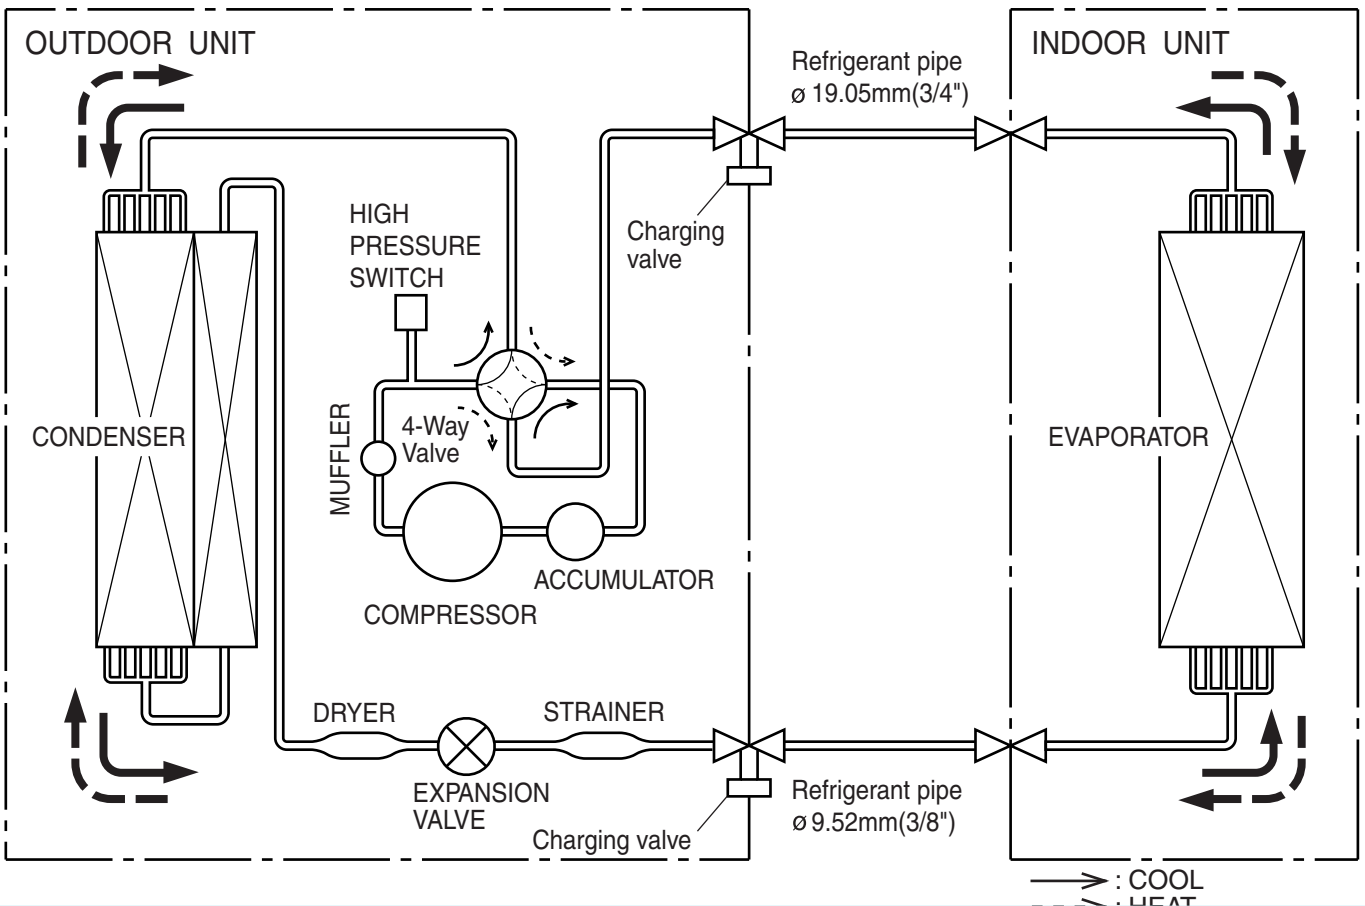 OUTDOOR UNIT
INDOOR UNIT
Refrigerant pipe
ø 19.05mm(3/4")
HIGH
PRESSURE
SWITCH
Charging
valve
CONDENSER
MUFFLER
4-Way
Valve
EVAPORATOR
ACCUMULATOR
COMPRESSOR
DRYER
STRAINER
EXPANSION
VALVE
Charging valve
Refrigerant pipe
ø 9.52mm(3/8")
: COOL
: HEAT